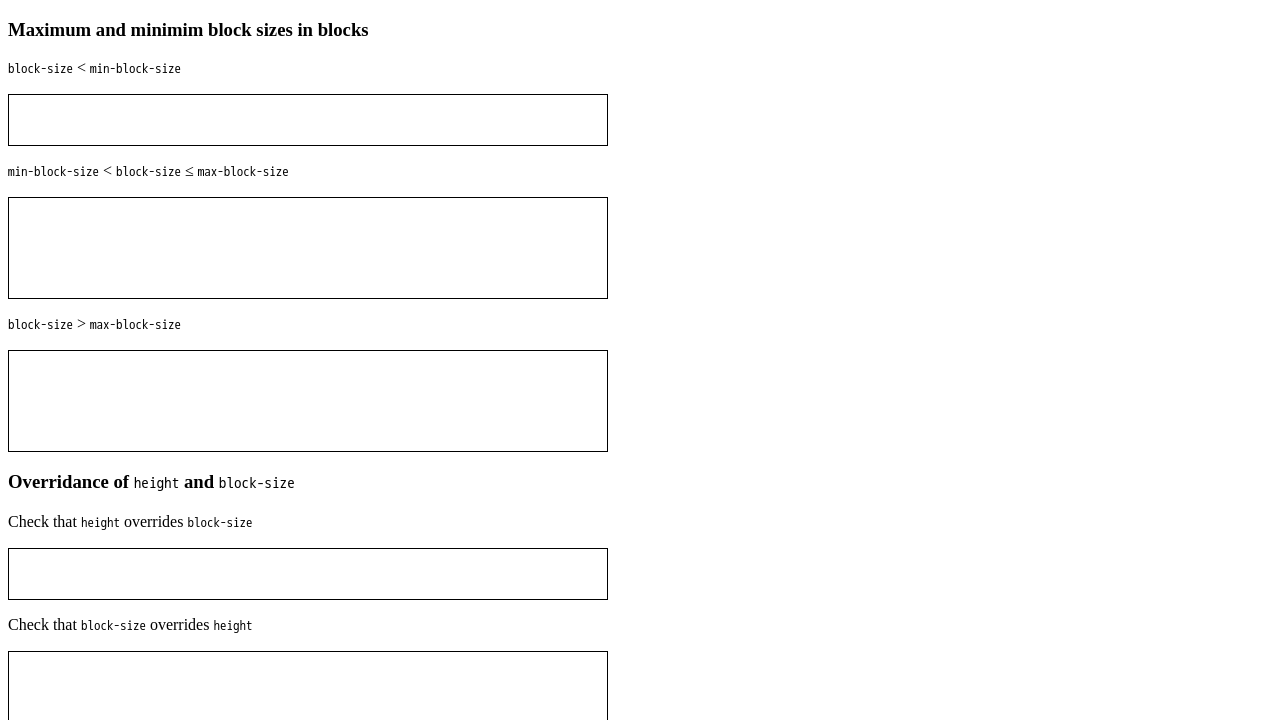 Maximum and minimim block sizes in blocks
block-size < min-block-size
min-block-size < block-size ≤ max-block-size
block-size > max-block-size
Overridance of height and block-size
Check that height overrides block-size
Check that block-size overrides height